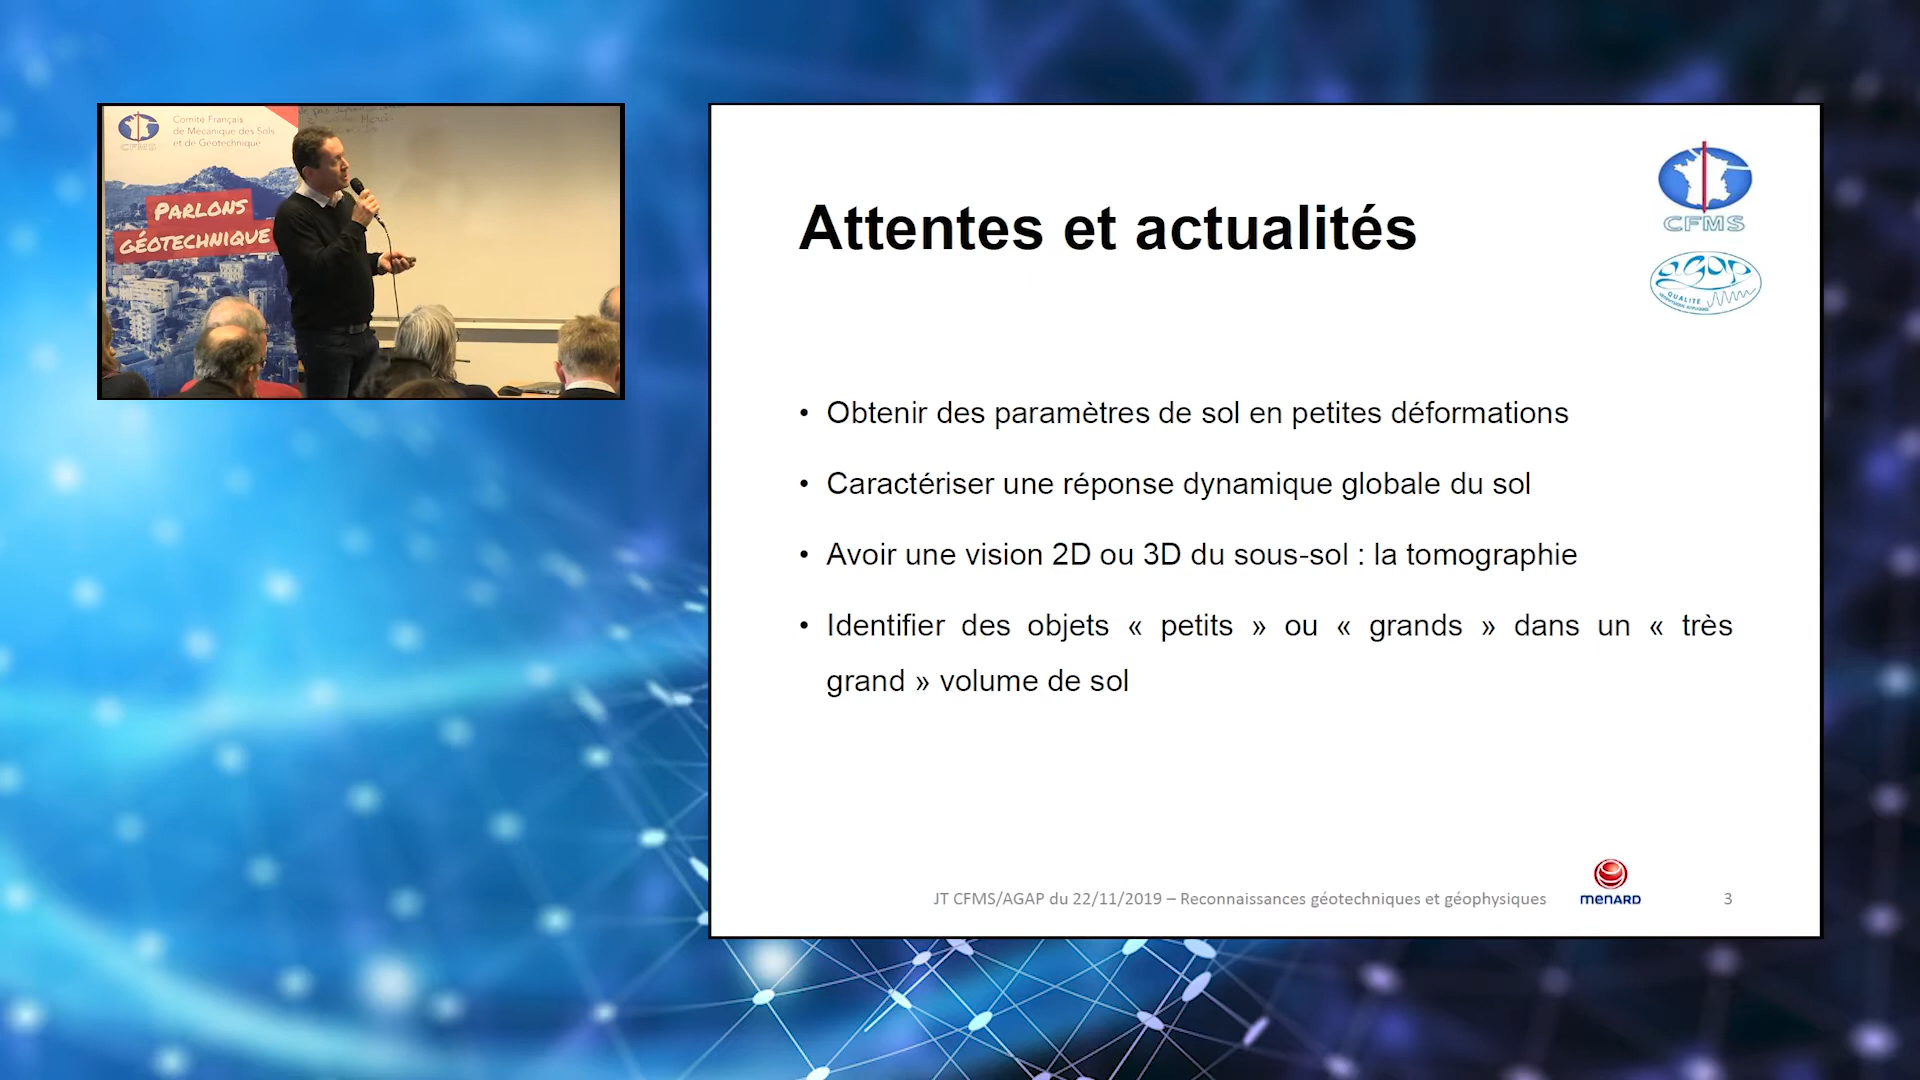 CFMS
Comité Français
de Mécanique des Sols
et de Géotechnique
PARLONS
GÉOTECHNIQUE
Merci
Attentes et actualités
CFMS
agap
QUALITÉ
• Obtenir des paramètres de sol en petites déformations
• Caractériser une réponse dynamique globale du sol
• Avoir une vision 2D ou 3D du sous-sol : la tomographie
• Identifier des objets « petits » ou « grands » dans un « très
grand » volume de sol
JT CFMS/AGAP du 22/11/2019 – Reconnaissances géotechniques et géophysiques
menARD
3